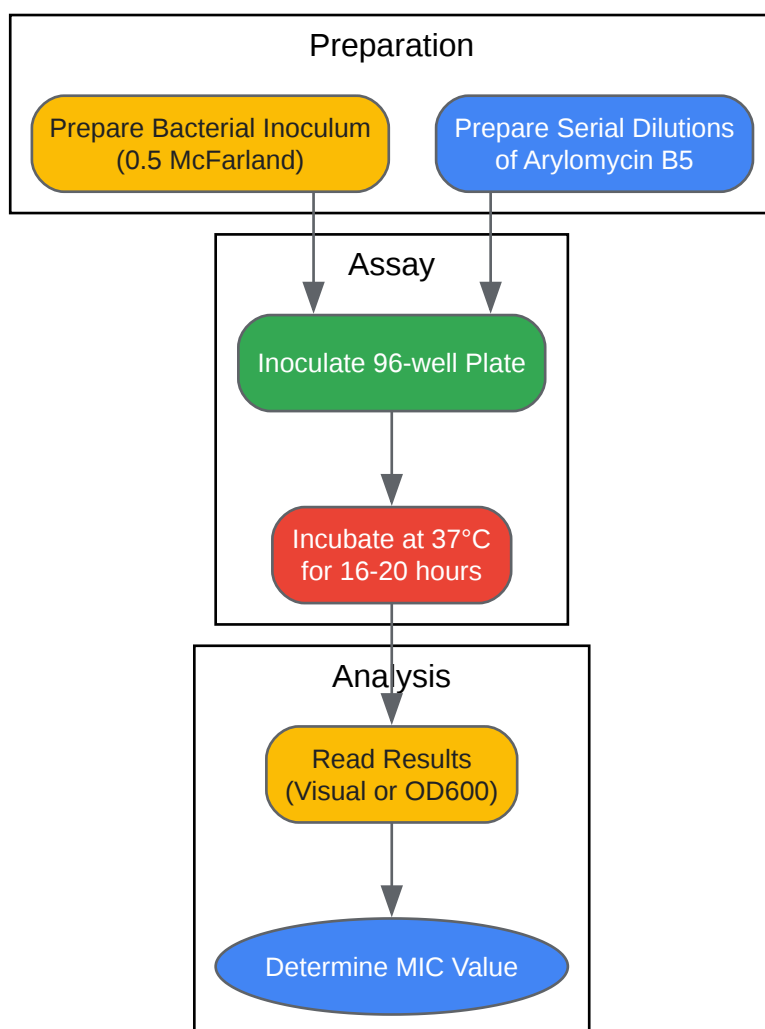 Preparation
Prepare Bacterial Inoculum
(0.5 McFarland)
Prepare Serial Dilutions
of Arylomycin B5
Assay
Inoculate 96-well Plate
Incubate at 37°C
for 16-20 hours
Analysis
Read Results
(Visual or OD600)
Determine MIC Value